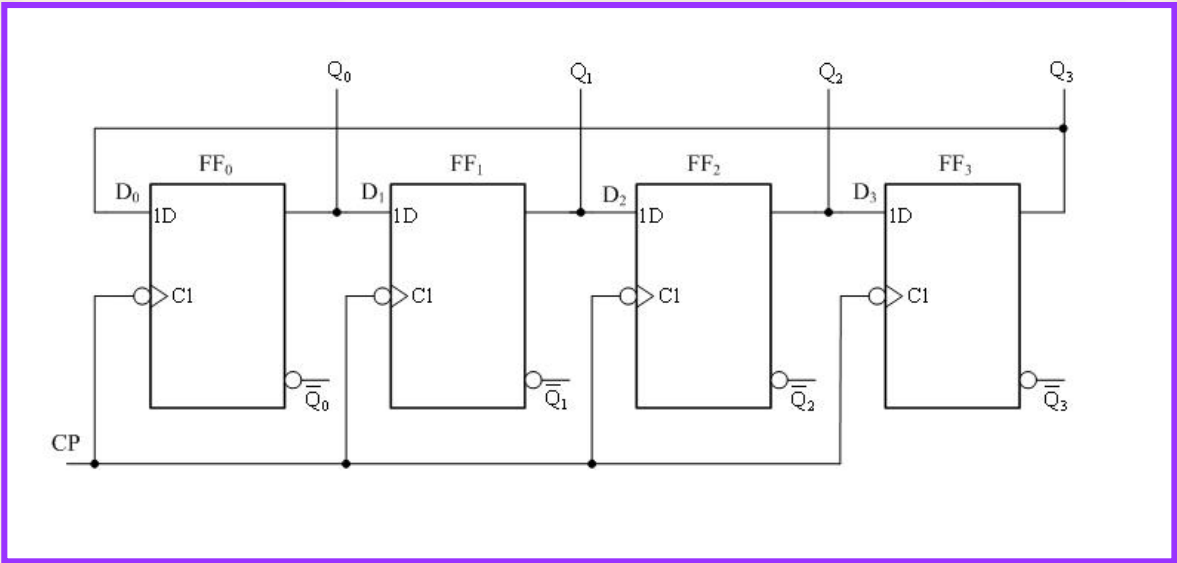 Q₀ Q₁ Q₂ Q₃
FF₀ FF₁ FF₂ FF₃
D₀ D₁ D₂ D₃
1D 1D 1D 1D
C1 C1 C1 C1
Q̅₀ Q̅₁ Q̅₂ Q̅₃
CP